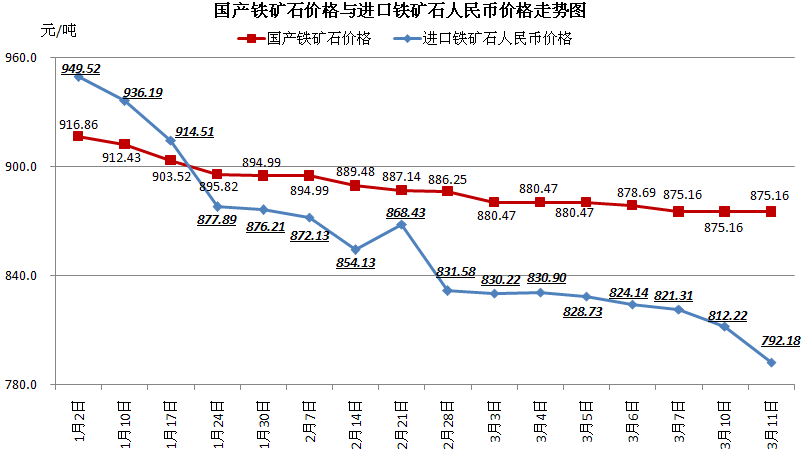 国产铁矿石价格与进口铁矿石人民币价格走势图
元/吨
国产铁矿石价格 进口铁矿石人民币价格
960.0
949.52
936.19
916.86
914.51
912.43
903.52
900.0
895.82
894.99
894.99
889.48
887.14
886.25
880.47
880.47
880.47
878.69
875.16
875.16
875.16
877.89
876.21
872.13
854.13
868.43
840.0
831.58
830.22
830.90
828.73
824.14
821.31
812.22
792.18
780.0
1月2日
1月10日
1月17日
1月24日
1月30日
2月7日
2月14日
2月21日
2月28日
3月3日
3月4日
3月5日
3月6日
3月7日
3月10日
3月11日